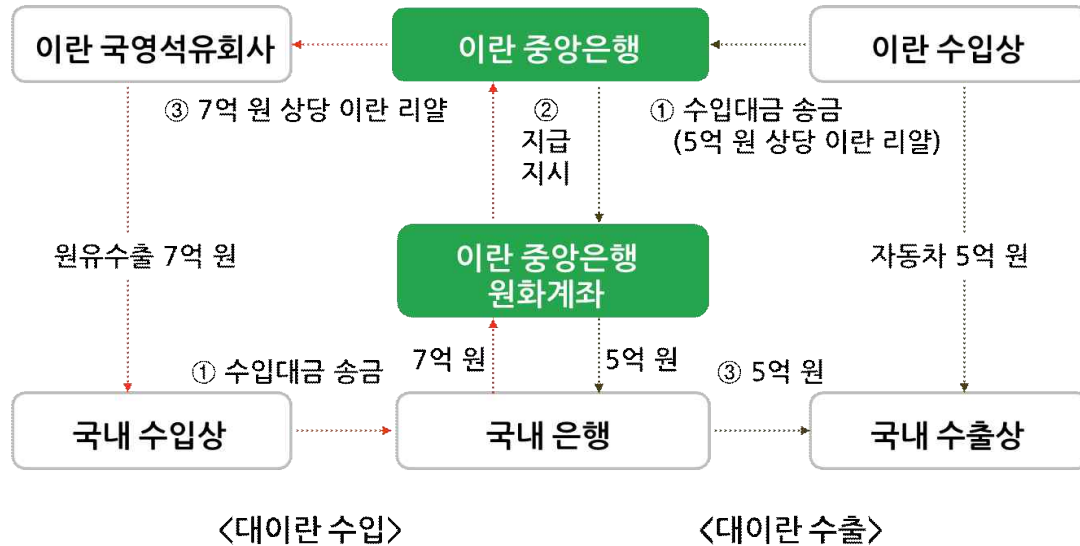 이란 국영석유회사
이란 중앙은행
이란 수입상
③ 7억 원 상당 이란 리얄
②
지급
지시
① 수입대금 송금
(5억 원 상당 이란 리얄)
원유수출 7억 원
이란 중앙은행
원화계좌
자동차 5억 원
① 수입대금 송금
7억 원
5억 원
③ 5억 원
국내 수입상
국내 은행
국내 수출상
<대이란 수입>
<대이란 수출>